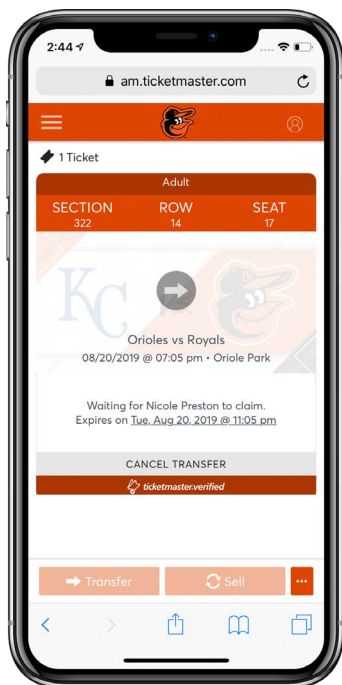 2:44
am.ticketmaster.com
1 Ticket
Adult
SECTION ROW SEAT
322 14 17
KC
Orioles vs Royals
08/20/2019 @ 07:05 pm • Oriole Park
Waiting for Nicole Preston to claim.
Expires on Tue, Aug 20, 2019 @ 11:05 pm
CANCEL TRANSFER
ticketmaster.verified
Transfer Sell